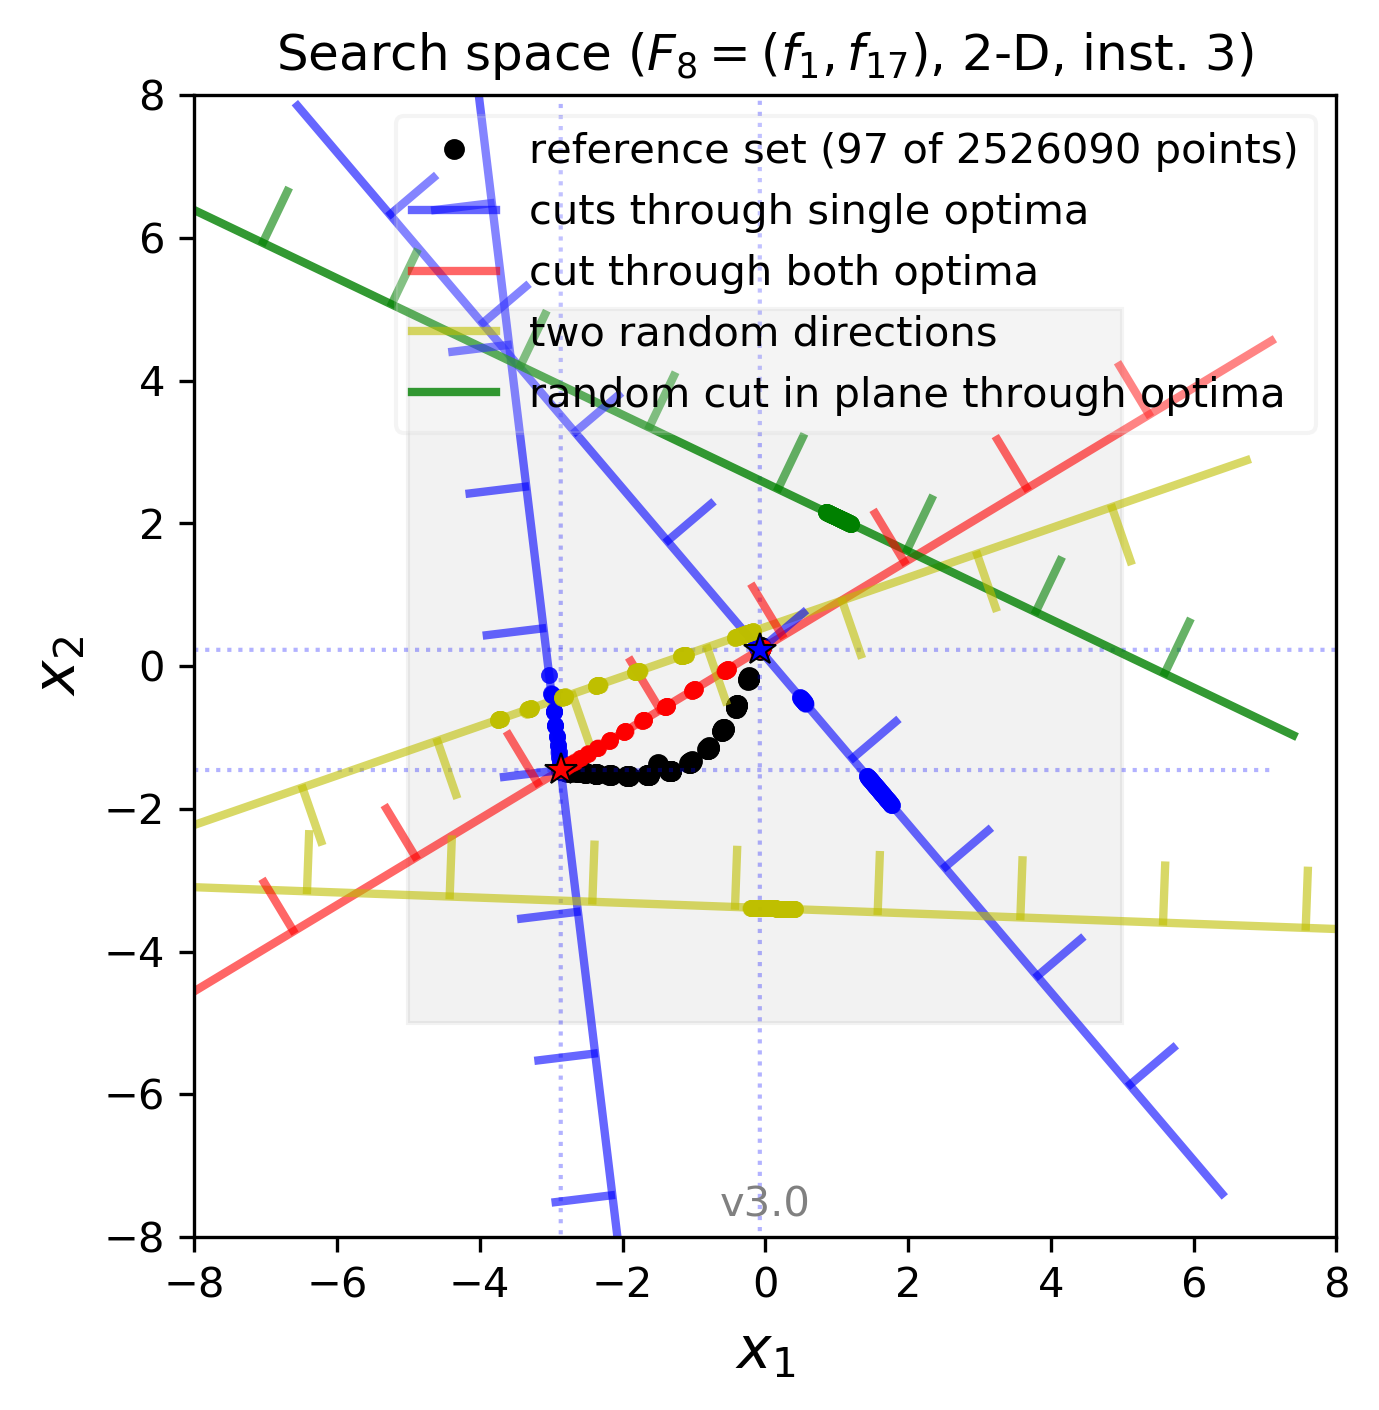 Search space (F₈ = (f₁, f₁₇), 2-D, inst. 3)
reference set (97 of 2526090 points)
cuts through single optima
cut through both optima
two random directions
random cut in plane through optima
8
6
4
2
0
−2
−4
−6
−8
x₂
v3.0
−8 −6 −4 −2 0 2 4 6 8
x₁